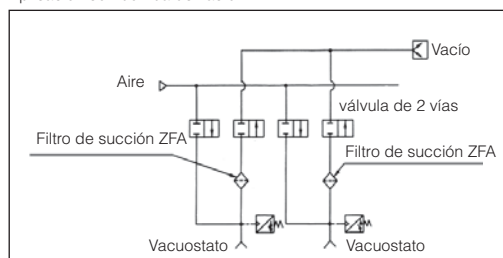 Vacío
Aire
válvula de 2 vías
Filtro de succión ZFA
Filtro de succión ZFA
Vacuostato
Vacuostato